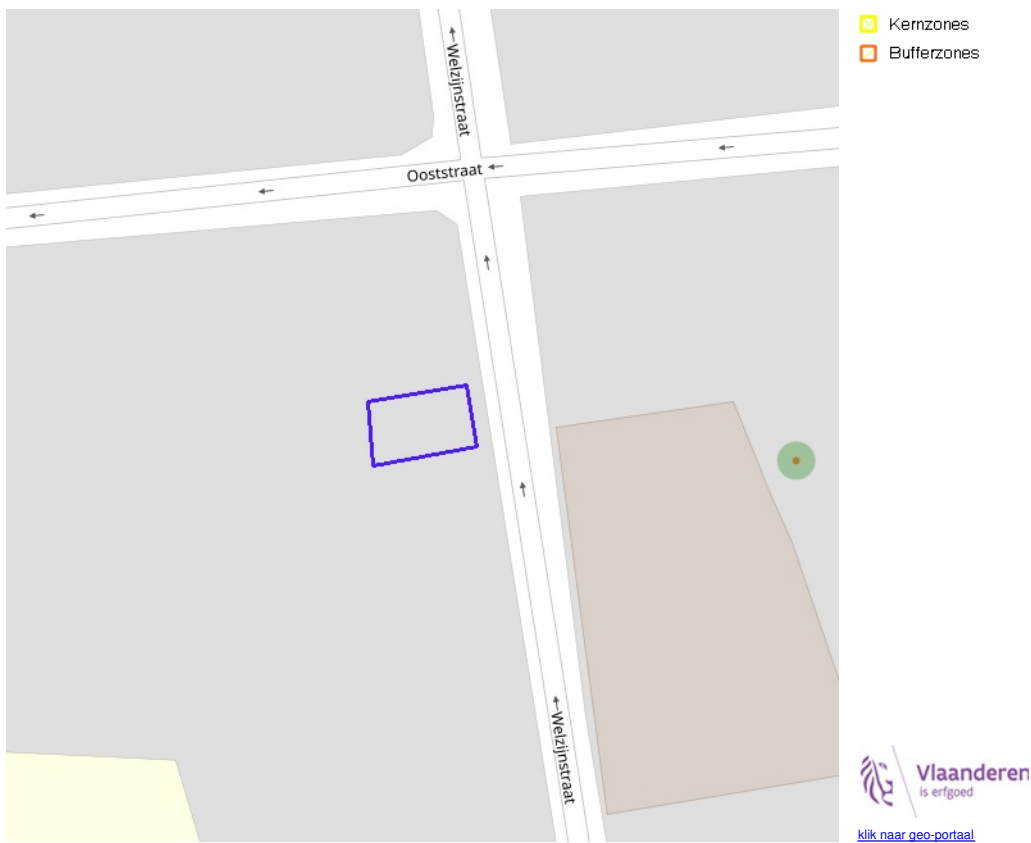 Kernzones
Bufferzones
Welzijnstraat
Ooststraat
Welzijnstraat
Vlaanderen
is erfgoed
klik naar geo-portaal